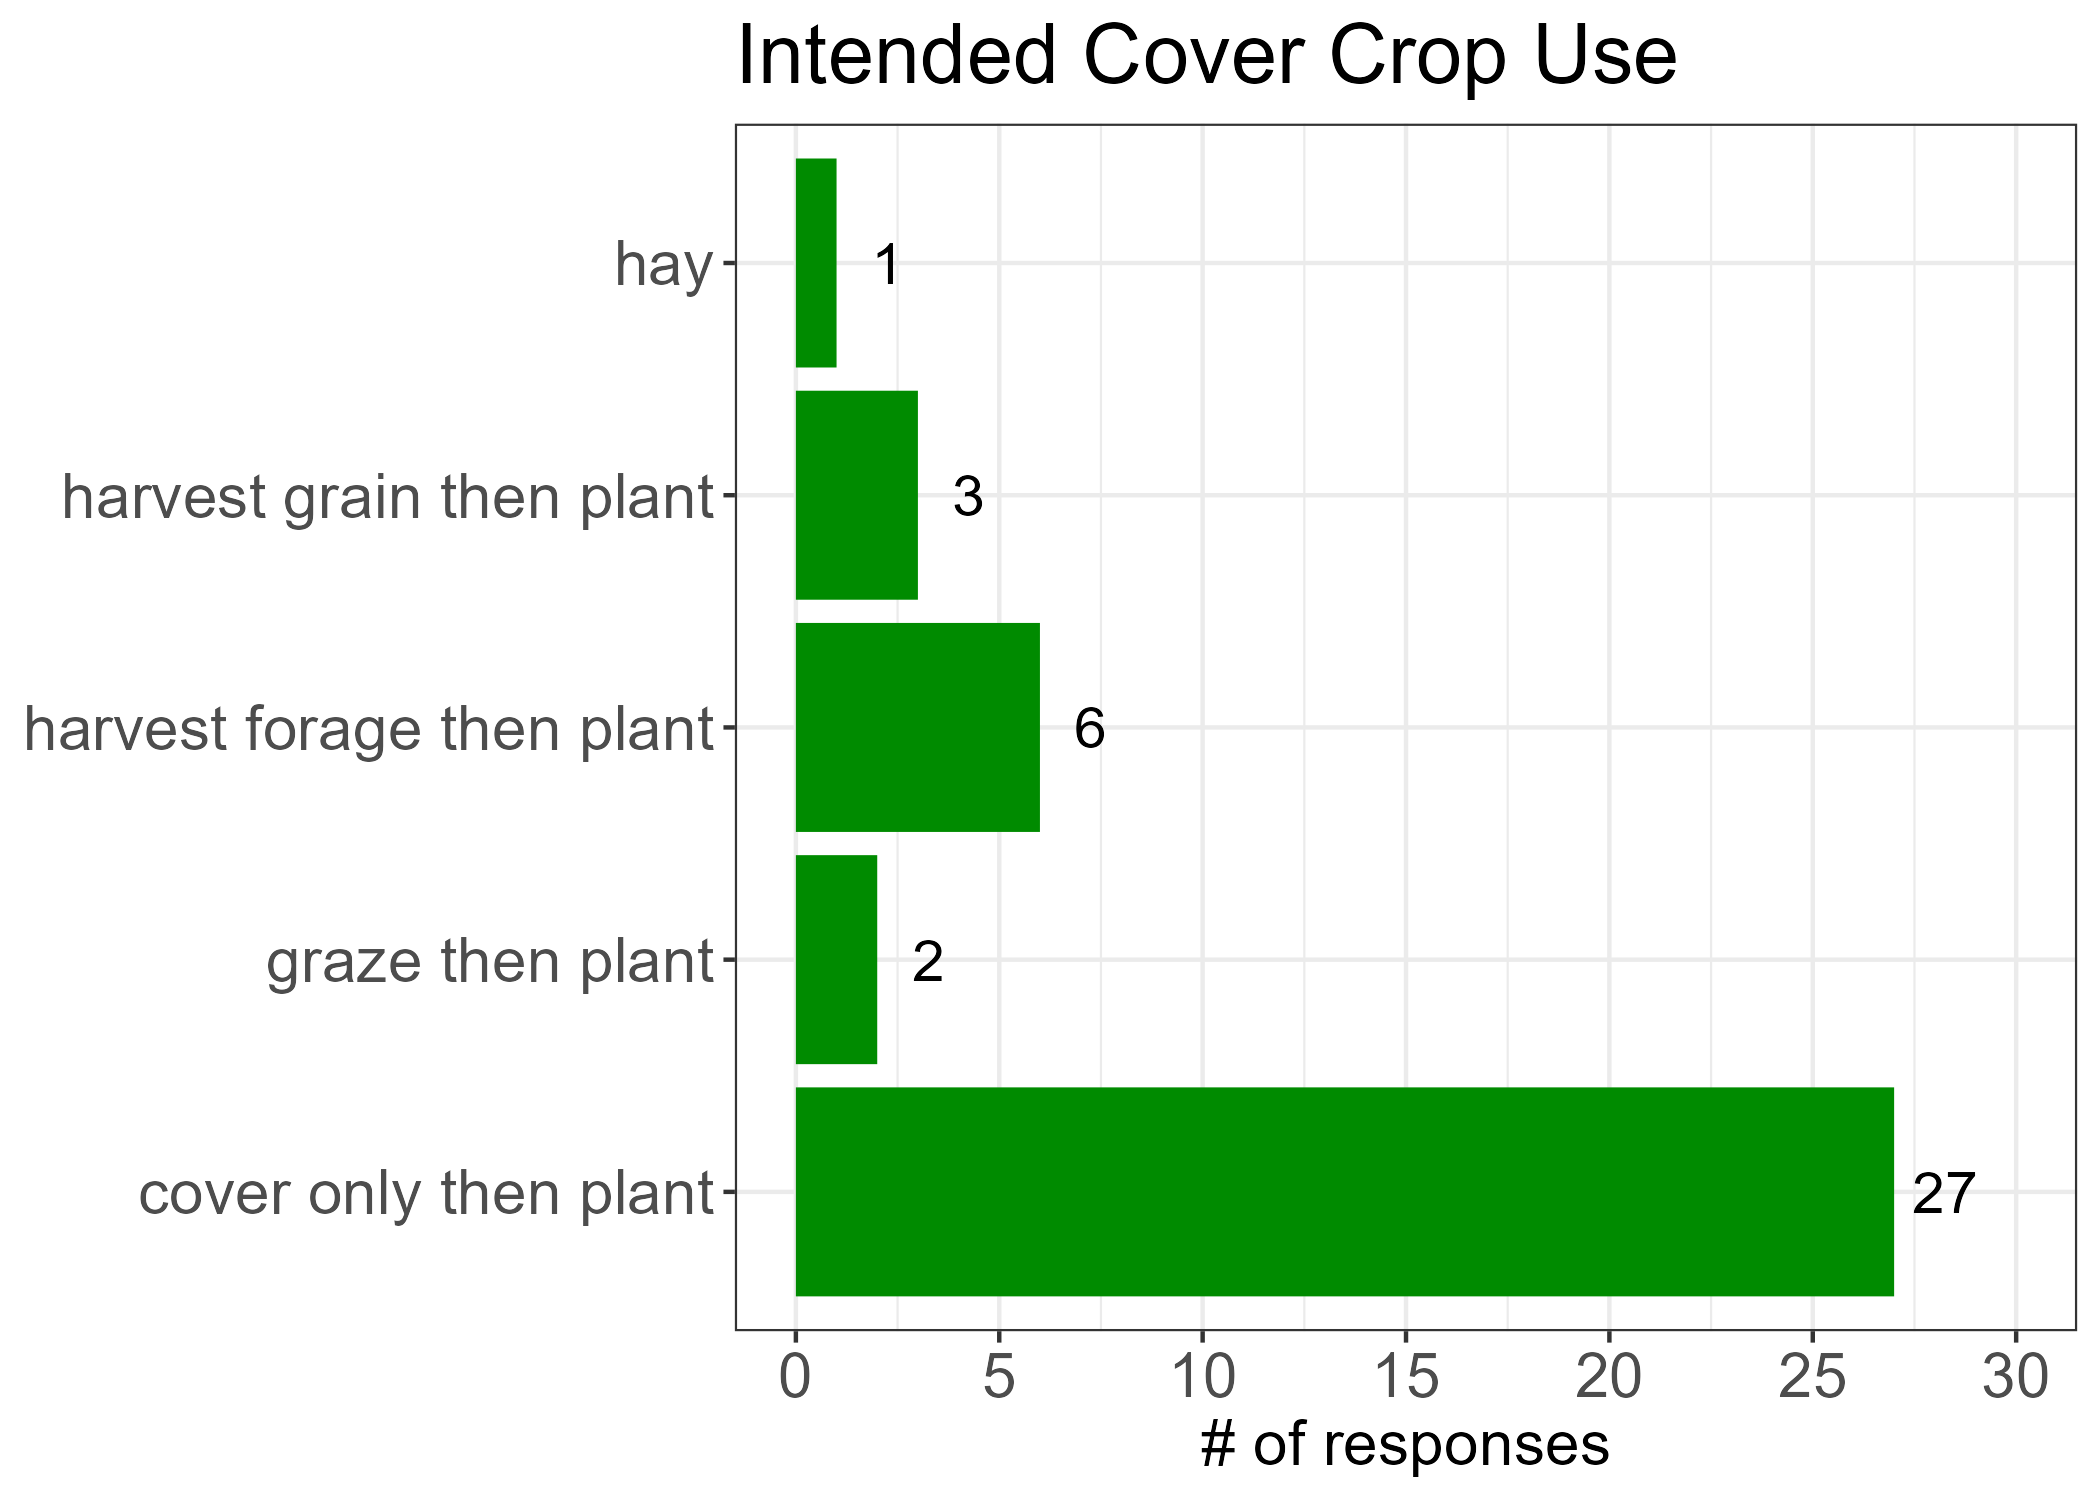 Intended Cover Crop Use
hay
1
harvest grain then plant
3
harvest forage then plant
6
graze then plant
2
cover only then plant
27
0 5 10 15 20 25 30
# of responses